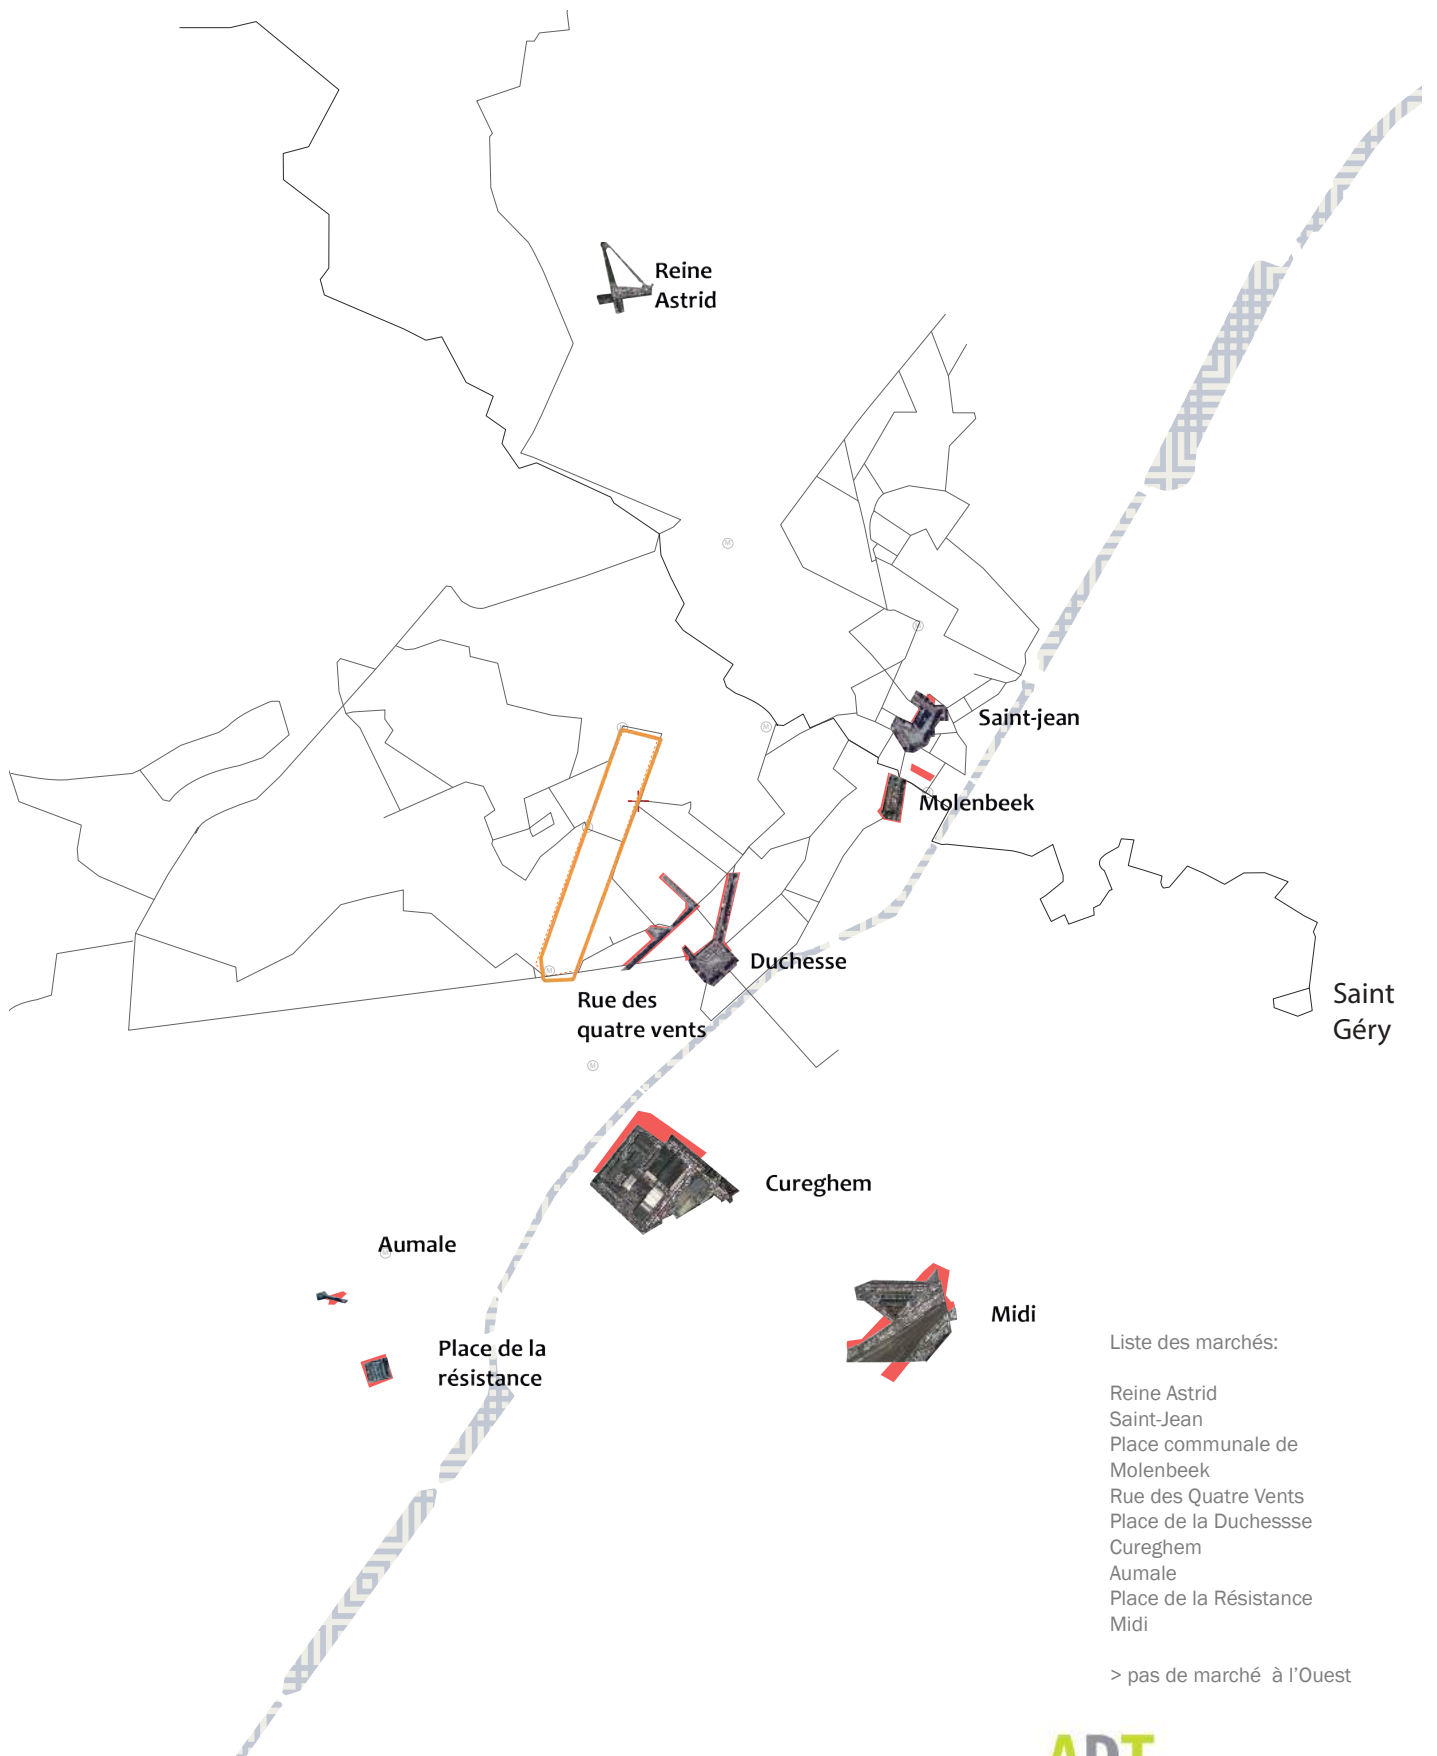 Reine
Astrid
Saint-jean
Molenbeek
Duchesse
Rue des
quatre vents
Saint
Géry
Cureghem
Aumale
Midi
Place de la
résistance
Liste des marchés:
Reine Astrid
Saint-Jean
Place communale de
Molenbeek
Rue des Quatre Vents
Place de la Duchessse
Cureghem
Aumale
Place de la Résistance
Midi
> pas de marché à l'Ouest
ADT
M
M
M
M
M
M
M